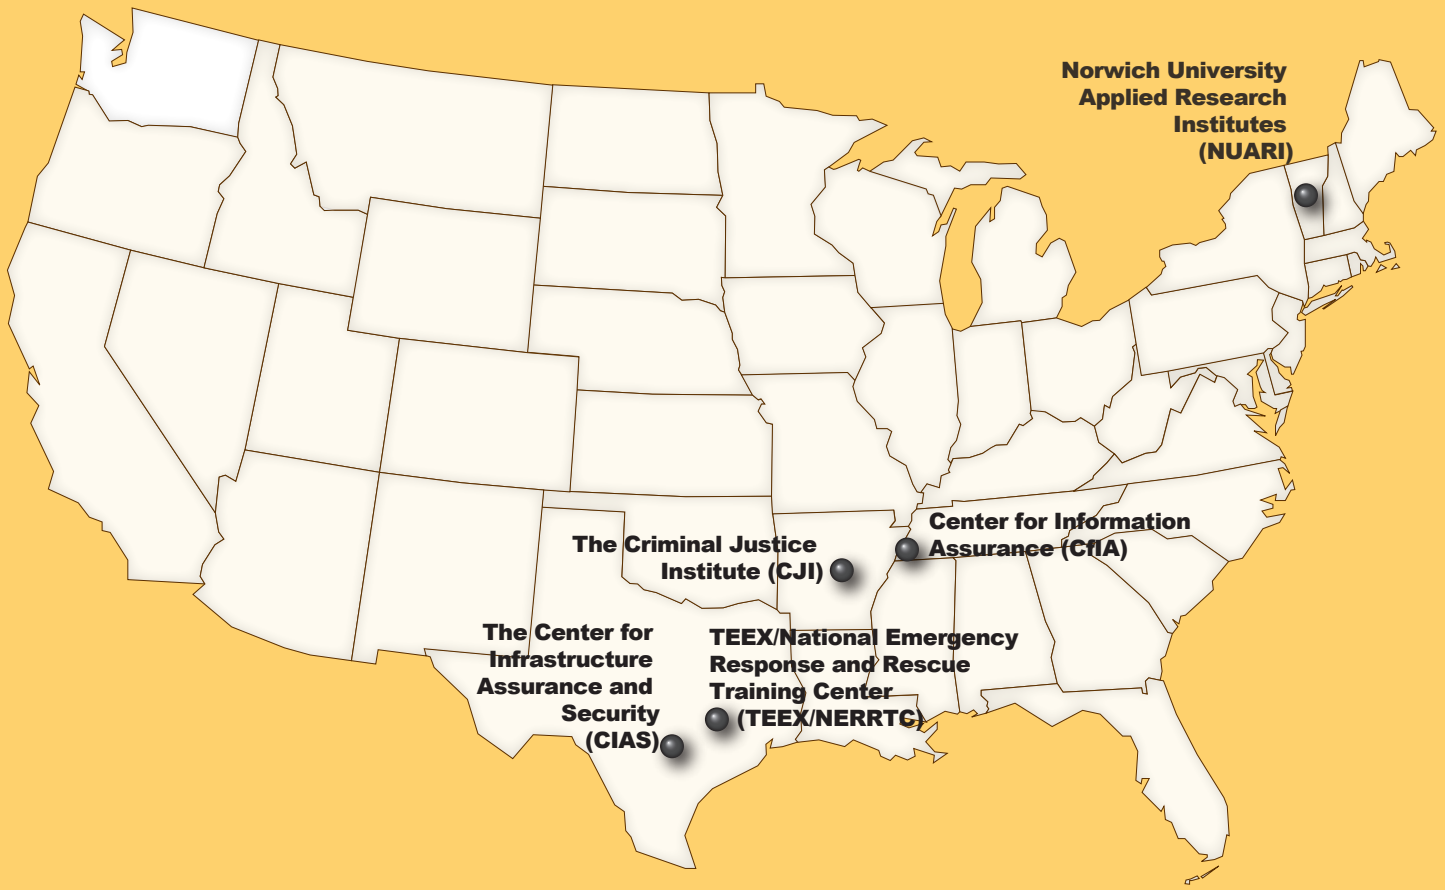 Norwich University
Applied Research
Institutes
(NUARI)
Center for Information
Assurance (CfIA)
The Criminal Justice
Institute (CJI)
The Center for
Infrastructure
Assurance and
Security
(CIAS)
TEEX/National Emergency
Response and Rescue
Training Center
(TEEX/NERRTC)